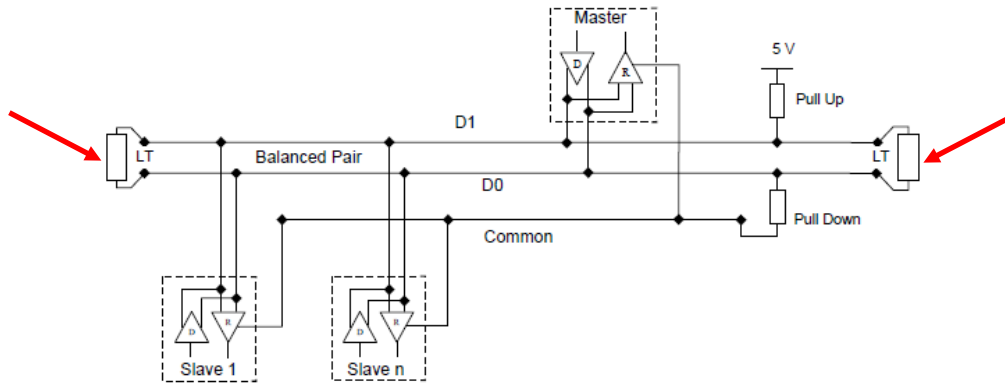 Master
D
R
5 V
Pull Up
D1
LT
Balanced Pair
LT
D0
Pull Down
Common
D
R
D
R
Slave 1
Slave n